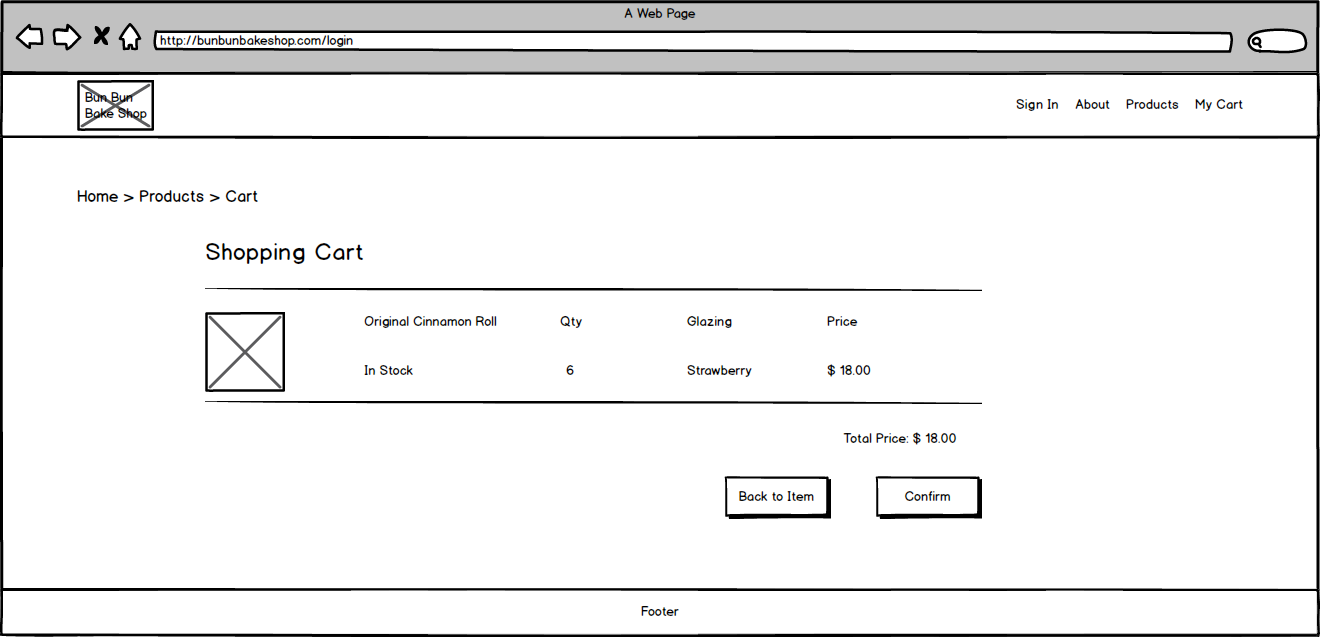 A Web Page
http://bunbunbakeshop.com/login
Bun Bun
Bake Shop
Sign In About Products My Cart
Home > Products > Cart
Shopping Cart
Original Cinnamon Roll Qty Glazing Price
In Stock 6 Strawberry $ 18.00
Total Price: $ 18.00
Back to Item Confirm
Footer